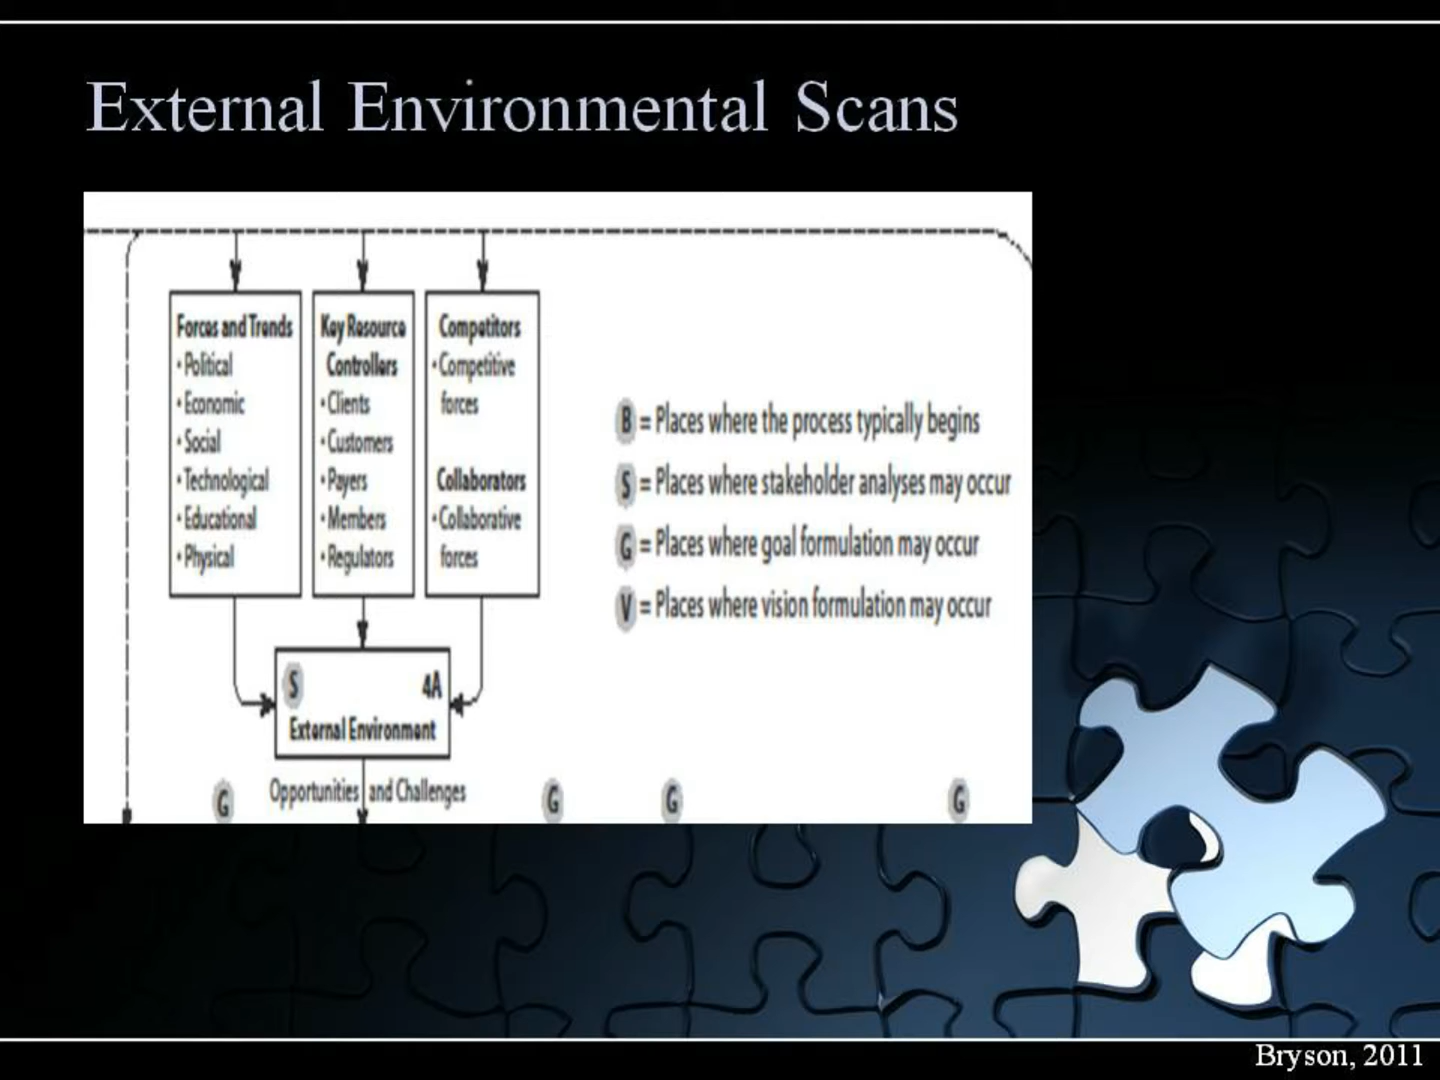 External Environmental Scans
Forces and Trends
• Political
• Economic
• Social
• Technological
• Educational
• Physical
Key Resource
Controllers
• Clients
• Customers
• Payers
• Members
• Regulators
Competitors
• Competitive
forces
Collaborators
• Collaborative
forces
B = Places where the process typically begins
S = Places where stakeholder analyses may occur
G = Places where goal formulation may occur
V = Places where vision formulation may occur
S 4A
External Environment
Opportunities and Challenges
G G G G
Bryson, 2011